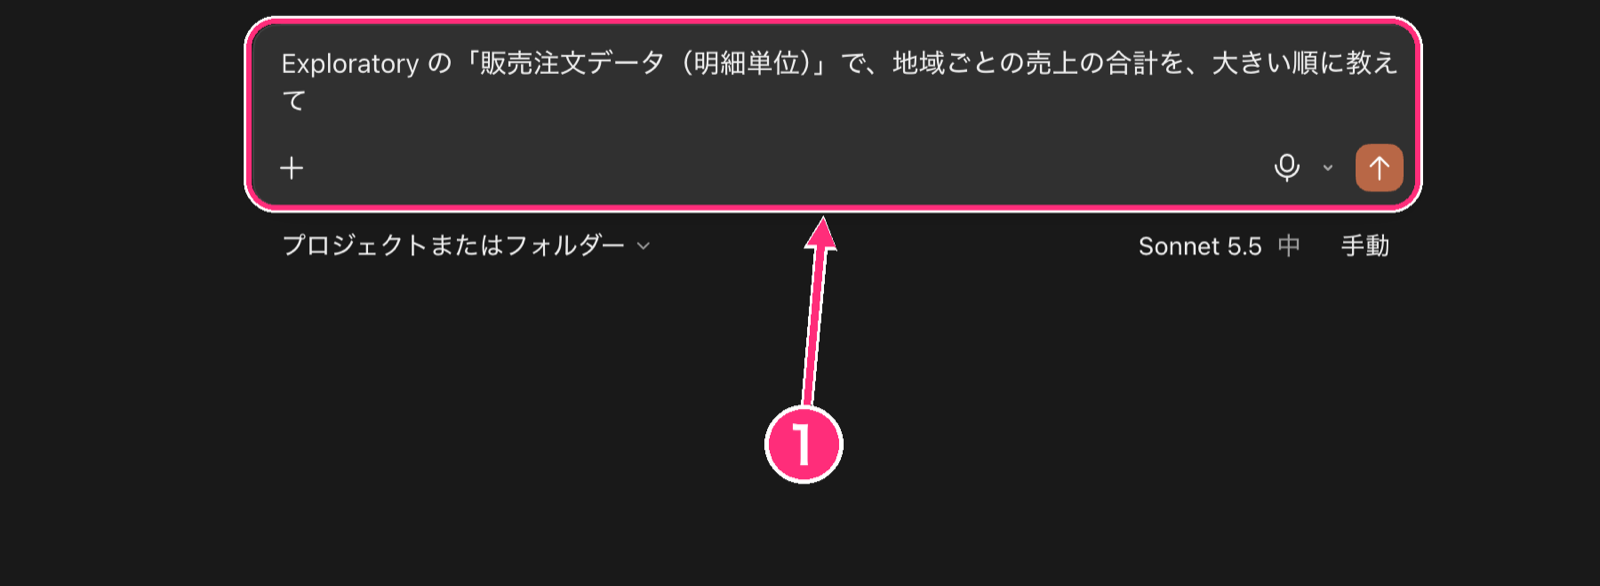 Exploratory の「販売注文データ（明細単位）」で、地域ごとの売上の合計を、大きい順に教え
て
プロジェクトまたはフォルダー
Sonnet 5.5 中 手動
1